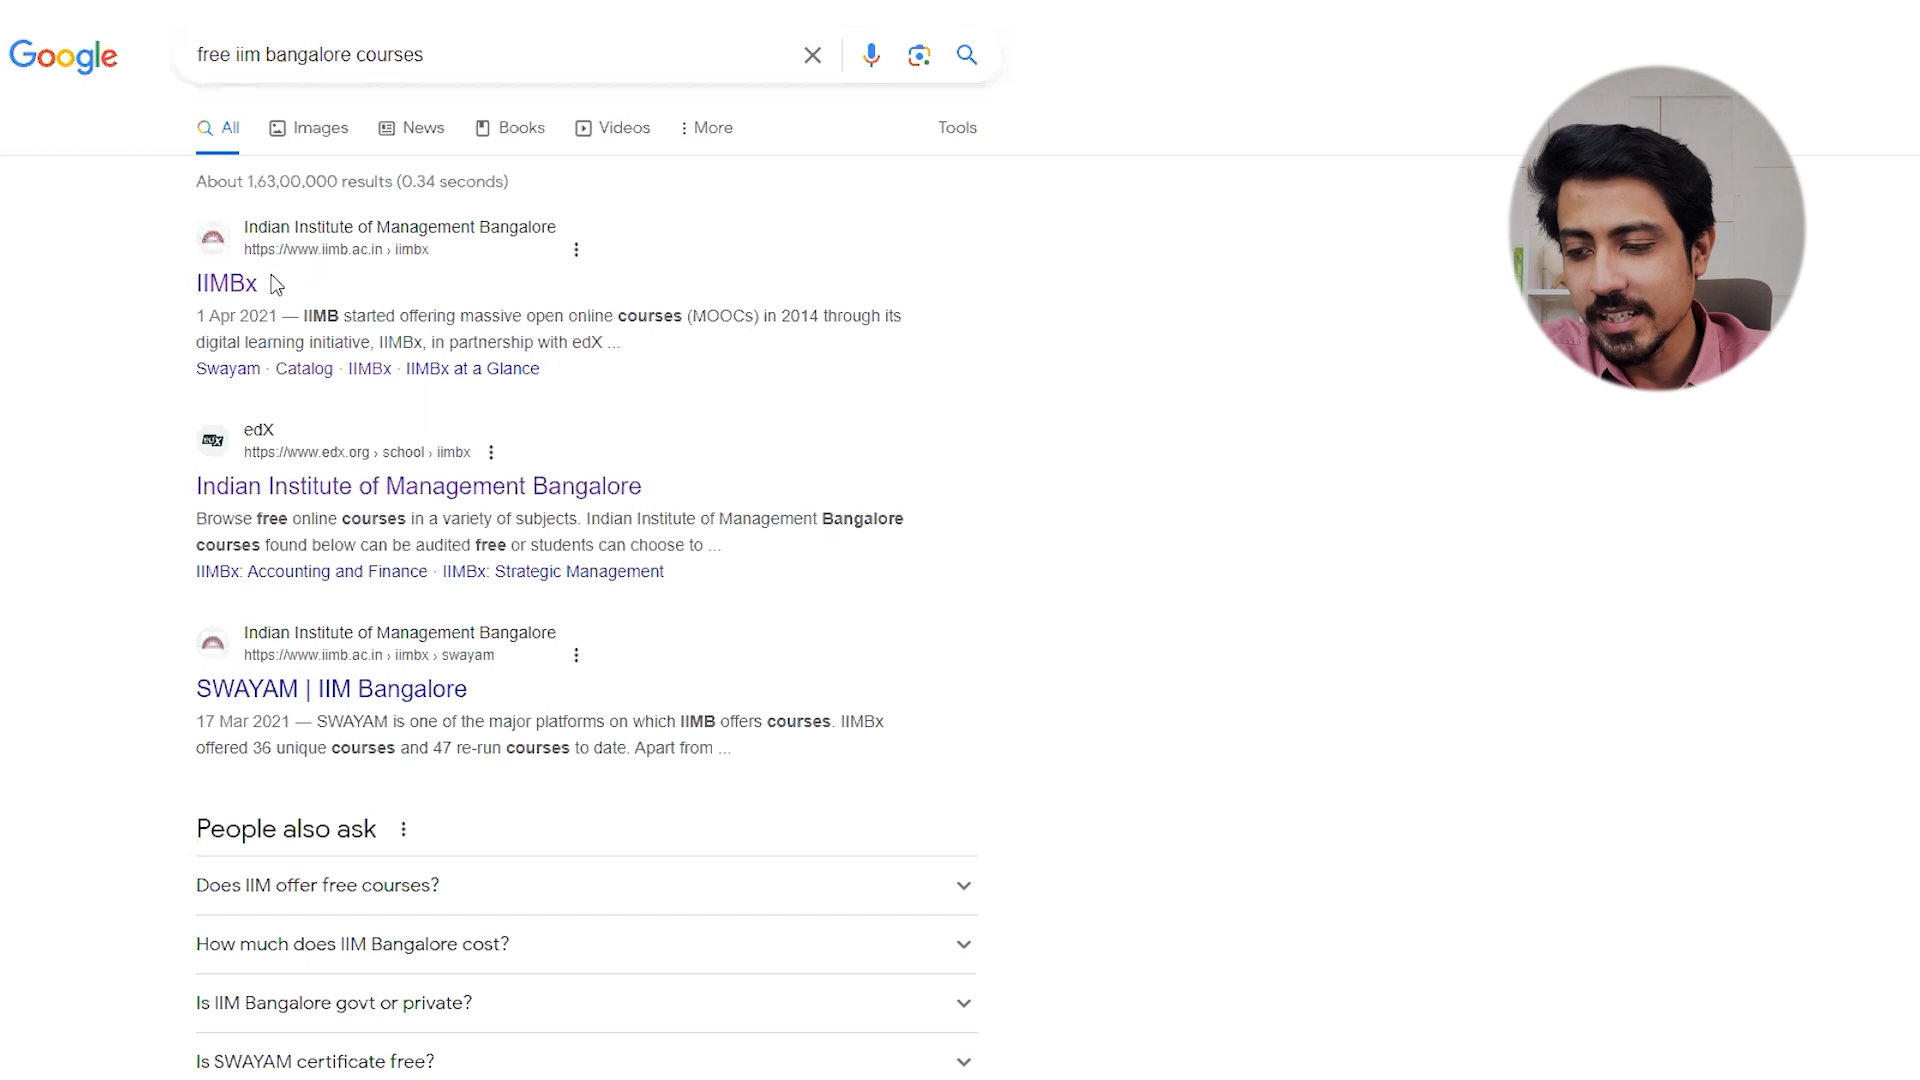 Google
free iim bangalore courses
All Images News Books Videos More Tools
About 1,63,00,000 results (0.34 seconds)
Indian Institute of Management Bangalore
https://www.iimb.ac.in › iimbx
IIMBx
1 Apr 2021 — IIMB started offering massive open online courses (MOOCs) in 2014 through its
digital learning initiative, IIMBx, in partnership with edX ...
Swayam · Catalog · IIMBx · IIMBx at a Glance
edX
edX
https://www.edx.org › school › iimbx
Indian Institute of Management Bangalore
Browse free online courses in a variety of subjects. Indian Institute of Management Bangalore
courses found below can be audited free or students can choose to ...
IIMBx: Accounting and Finance · IIMBx: Strategic Management
Indian Institute of Management Bangalore
https://www.iimb.ac.in › iimbx › swayam
SWAYAM | IIM Bangalore
17 Mar 2021 — SWAYAM is one of the major platforms on which IIMB offers courses. IIMBx
offered 36 unique courses and 47 re-run courses to date. Apart from ...
People also ask
Does IIM offer free courses?
How much does IIM Bangalore cost?
Is IIM Bangalore govt or private?
Is SWAYAM certificate free?